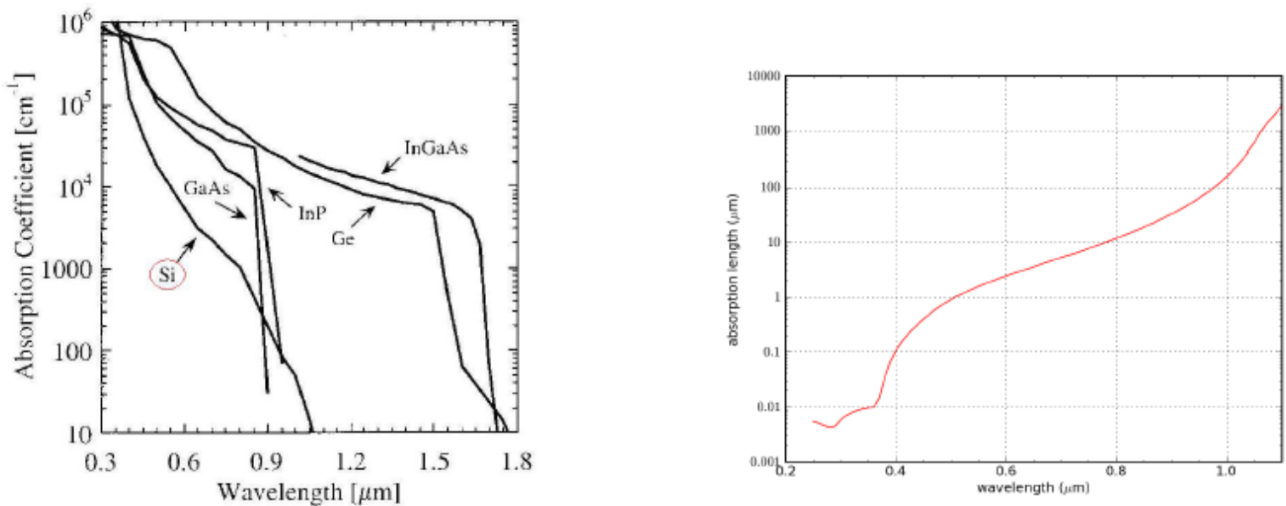 Absorption Coefficient [cm⁻¹]
10⁶
10⁵
10⁴
1000
100
10
InGaAs
GaAs
InP
Ge
Si
0.3 0.6 0.9 1.2 1.5 1.8
Wavelength [μm]
absorption length (μm)
10000
1000
100
10
1
0.1
0.01
0.001
0.2 0.4 0.6 0.8 1.0
wavelength (μm)